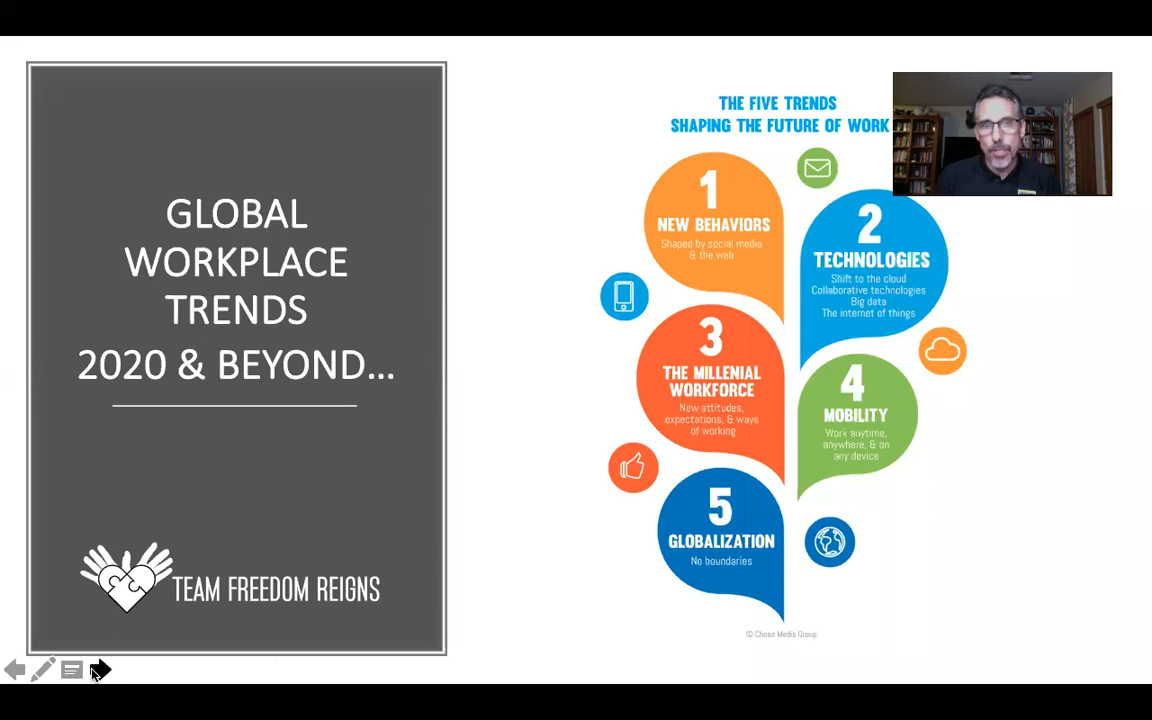 GLOBAL
WORKPLACE
TRENDS
2020 & BEYOND...
TEAM FREEDOM REIGNS
THE FIVE TRENDS
SHAPING THE FUTURE OF WORK
1
NEW BEHAVIORS
Shaped by social media
& the web
2
TECHNOLOGIES
Shift to the cloud
Collaborative technologies
Big data
The internet of things
3
THE MILLENIAL
WORKFORCE
New attitudes,
expectations, & ways
of working
4
MOBILITY
Work anytime,
anywhere, & on
any device
5
GLOBALIZATION
No boundaries
© Chess Media Group